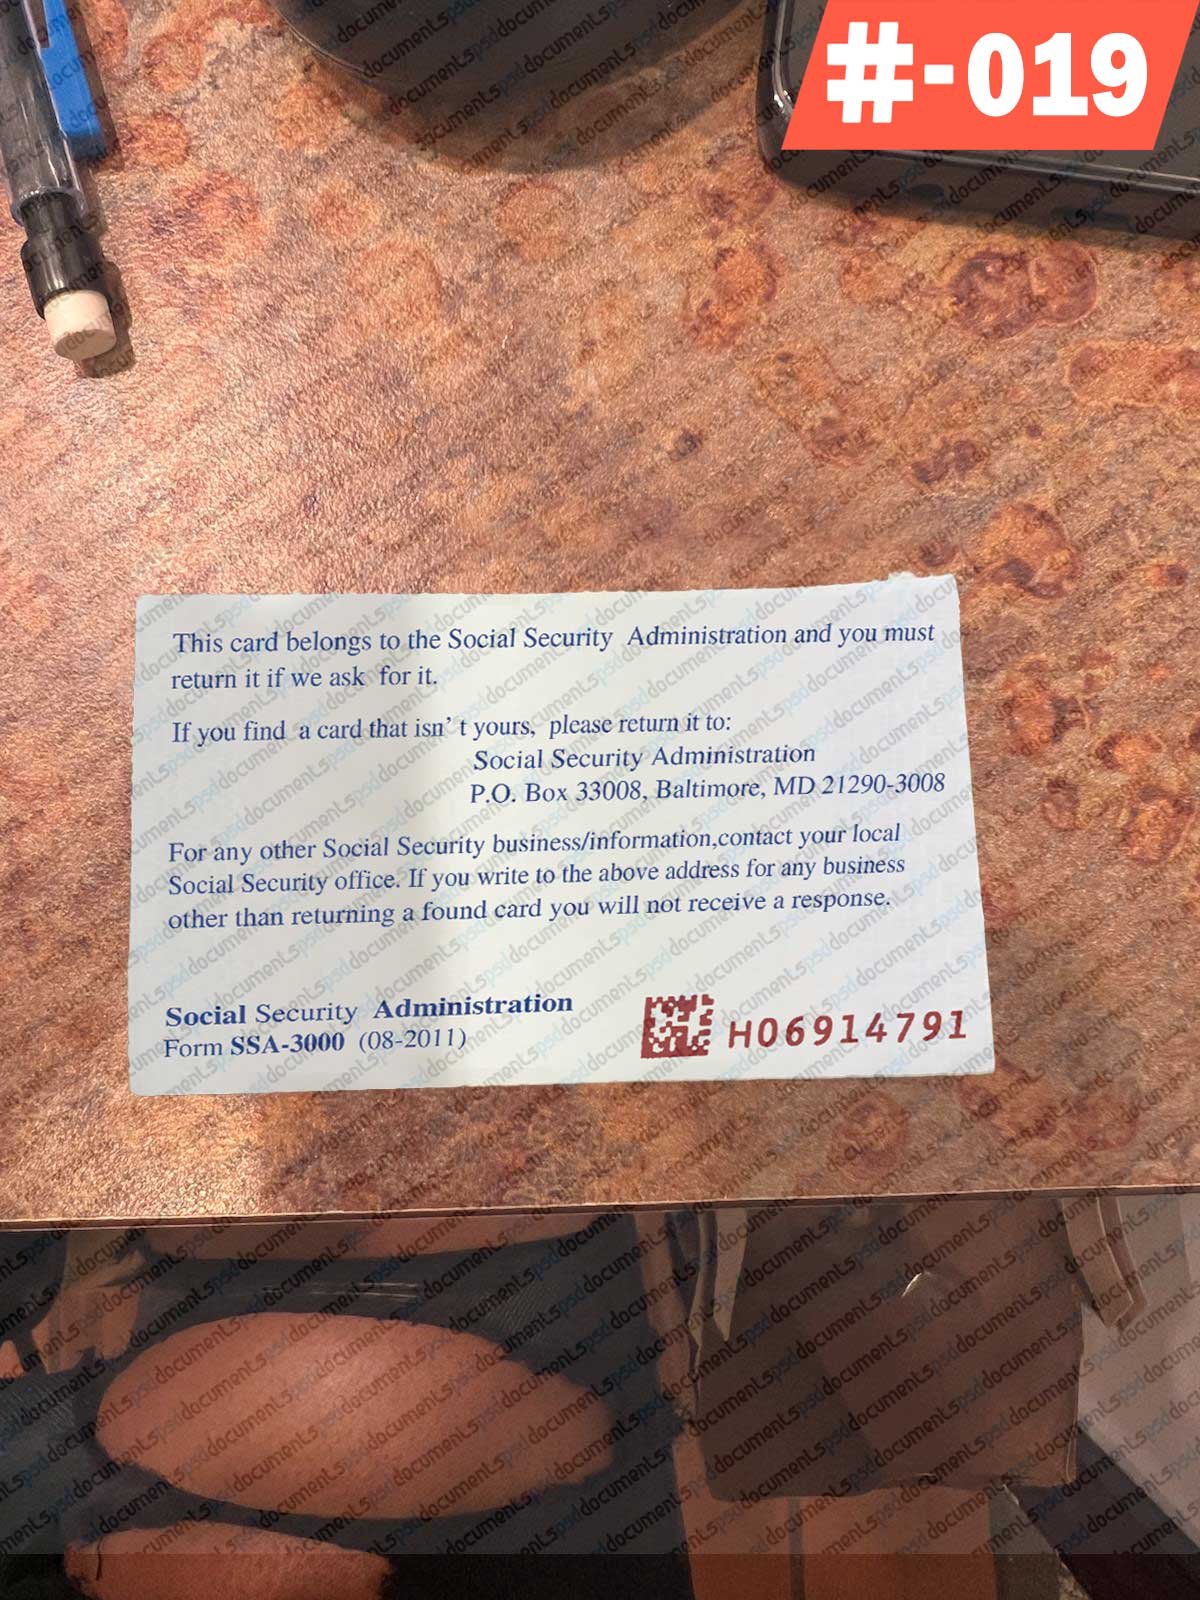 #-019
This card belongs to the Social Security Administration and you must
return it if we ask for it.
If you find a card that isn' t yours, please return it to:
Social Security Administration
P.O. Box 33008, Baltimore, MD 21290-3008
For any other Social Security business/information,contact your local
Social Security office. If you write to the above address for any business
other than returning a found card you will not receive a response.
Social Security Administration
Form SSA-3000 (08-2011)
H06914791
documentspsd